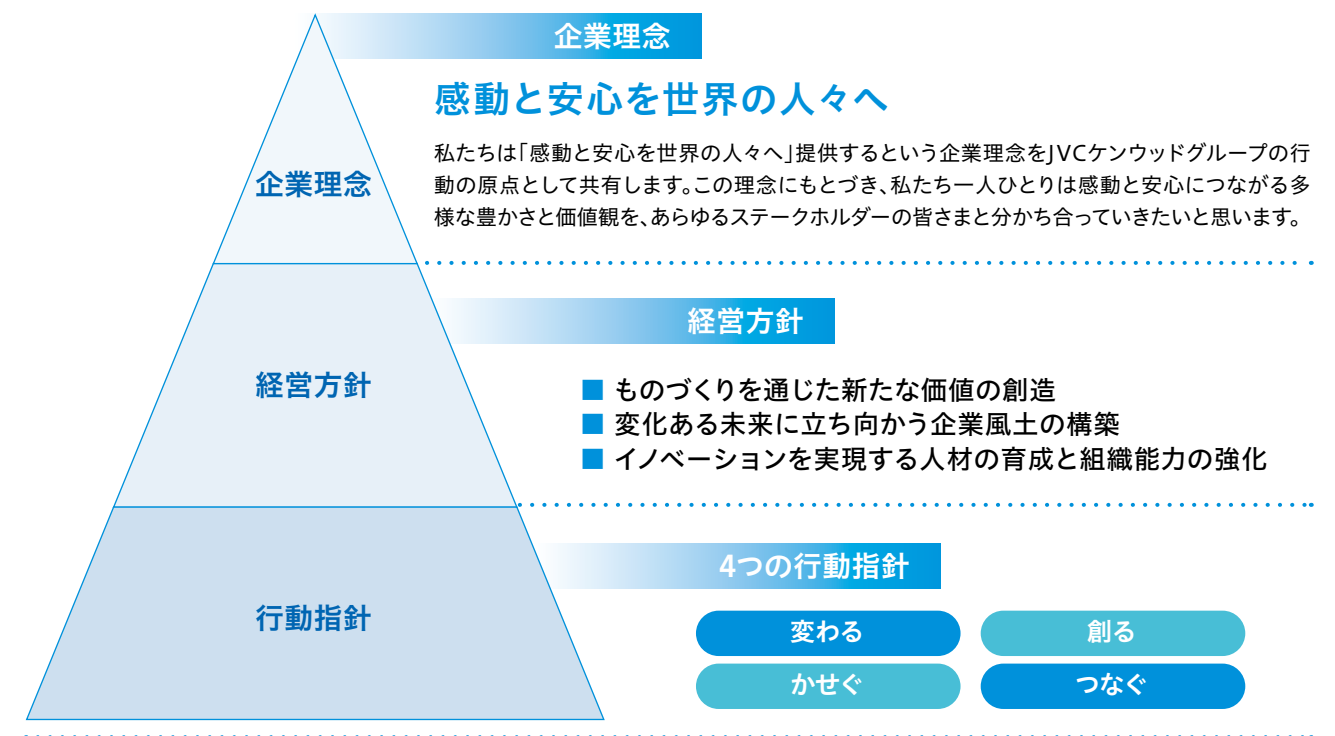 企業理念
感動と安心を世界の人々へ
私たちは「感動と安心を世界の人々へ」提供するという企業理念をJVCケンウッドグループの行
動の原点として共有します。この理念にもとづき、私たち一人ひとりは感動と安心につながる多
様な豊かさと価値観を、あらゆるステークホルダーの皆さまと分かち合っていきたいと思います。
企業理念
経営方針
経営方針
■ ものづくりを通じた新たな価値の創造
■ 変化ある未来に立ち向かう企業風土の構築
■ イノベーションを実現する人材の育成と組織能力の強化
4つの行動指針
行動指針
変わる 創る
かせぐ つなぐ